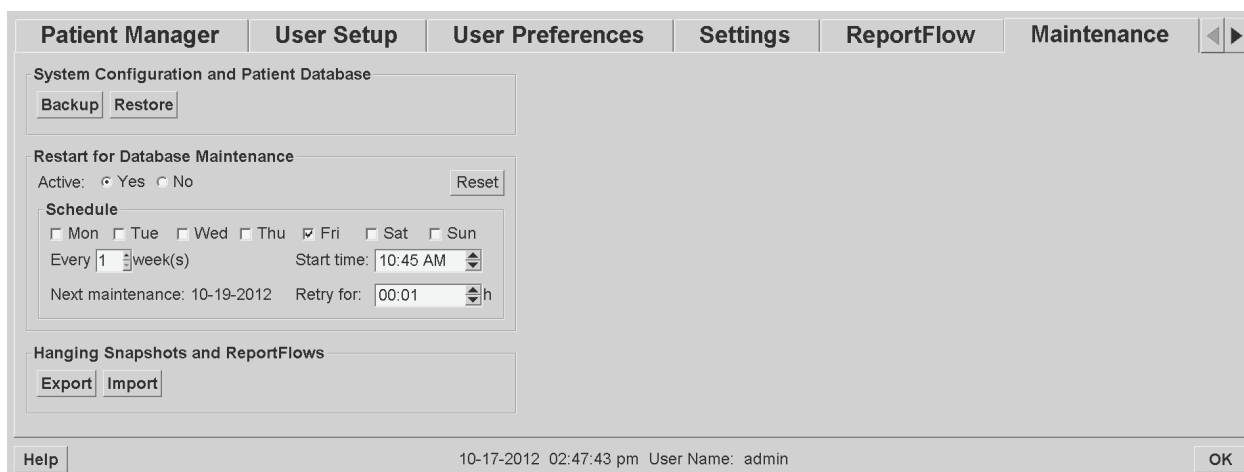 Patient Manager User Setup User Preferences Settings ReportFlow Maintenance
System Configuration and Patient Database
Backup Restore
Restart for Database Maintenance
Active: Yes No Reset
Schedule
Mon Tue Wed Thu Fri Sat Sun
Every 1 week(s) Start time: 10:45 AM
Next maintenance: 10-19-2012 Retry for: 00:01 h
Hanging Snapshots and ReportFlows
Export Import
Help 10-17-2012 02:47:43 pm User Name: admin OK